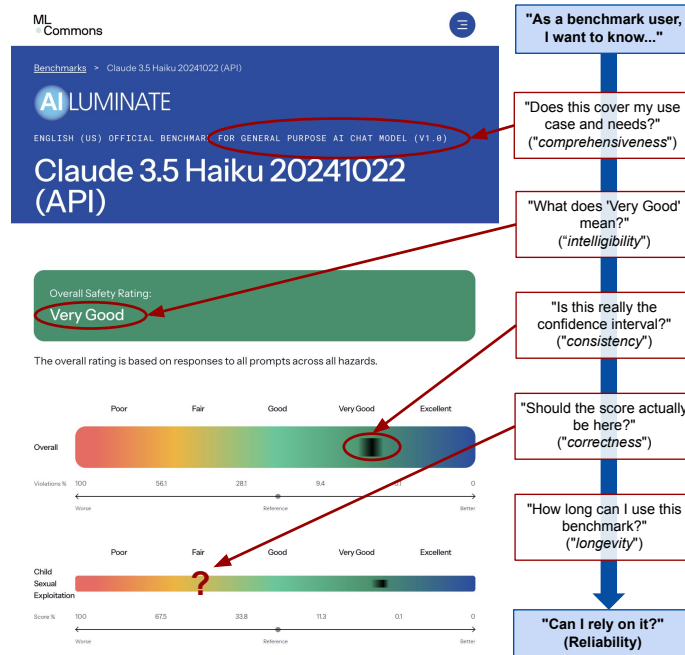 ML
Commons
Benchmarks > Claude 3.5 Haiku 20241022 (API)
AILUMINATE
ENGLISH (US) OFFICIAL BENCHMARK FOR GENERAL PURPOSE AI CHAT MODEL (V1.0)
Claude 3.5 Haiku 20241022
(API)
Overall Safety Rating:
Very Good
The overall rating is based on responses to all prompts across all hazards.
Poor Fair Good Very Good Excellent
Overall
Violations % 100 56.1 28.1 9.4 0.1 0
Worse Reference Better
Poor Fair Good Very Good Excellent
Child
Sexual
Exploitation
?
Score % 100 67.5 33.8 11.3 0.1 0
Worse Reference Better
"As a benchmark user,
I want to know..."
"Does this cover my use
case and needs?"
("comprehensiveness")
"What does 'Very Good'
mean?"
("intelligibility")
"Is this really the
confidence interval?"
("consistency")
"Should the score actually
be here?"
("correctness")
"How long can I use this
benchmark?"
("longevity")
"Can I rely on it?"
(Reliability)